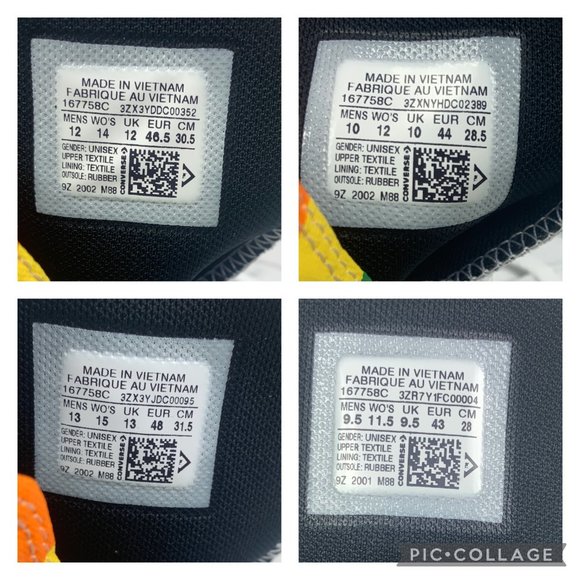 MADE IN VIETNAM
FABRIQUE AU VIETNAM
167758C 3ZX3YDDC00352
MENS WO'S UK EUR CM
12 14 12 46.5 30.5
GENDER: UNISEX
UPPER TEXTILE
LINING: TEXTILE
OUTSOLE: RUBBER
CONVERSE
9Z 2002 M88
MADE IN VIETNAM
FABRIQUE AU VIETNAM
167758C 3ZXNYHDC02389
MENS WO'S UK EUR CM
10 12 10 44 28.5
GENDER: UNISEX
UPPER TEXTILE
LINING: TEXTILE
OUTSOLE: RUBBER
CONVERSE
9Z 2002 M88
MADE IN VIETNAM
FABRIQUE AU VIETNAM
167758C 3ZX3YJDC00095
MENS WO'S UK EUR CM
13 15 13 48 31.5
GENDER: UNISEX
UPPER TEXTILE
LINING: TEXTILE
OUTSOLE: RUBBER
CONVERSE
9Z 2002 M88
MADE IN VIETNAM
FABRIQUE AU VIETNAM
167758C 3ZR7Y1FC00004
MENS WO'S UK EUR CM
9.5 11.5 9.5 43 28
GENDER: UNISEX
UPPER TEXTILE
LINING: TEXTILE
OUTSOLE: RUBBER
CONVERSE
9Z 2001 M88
PIC•COLLAGE